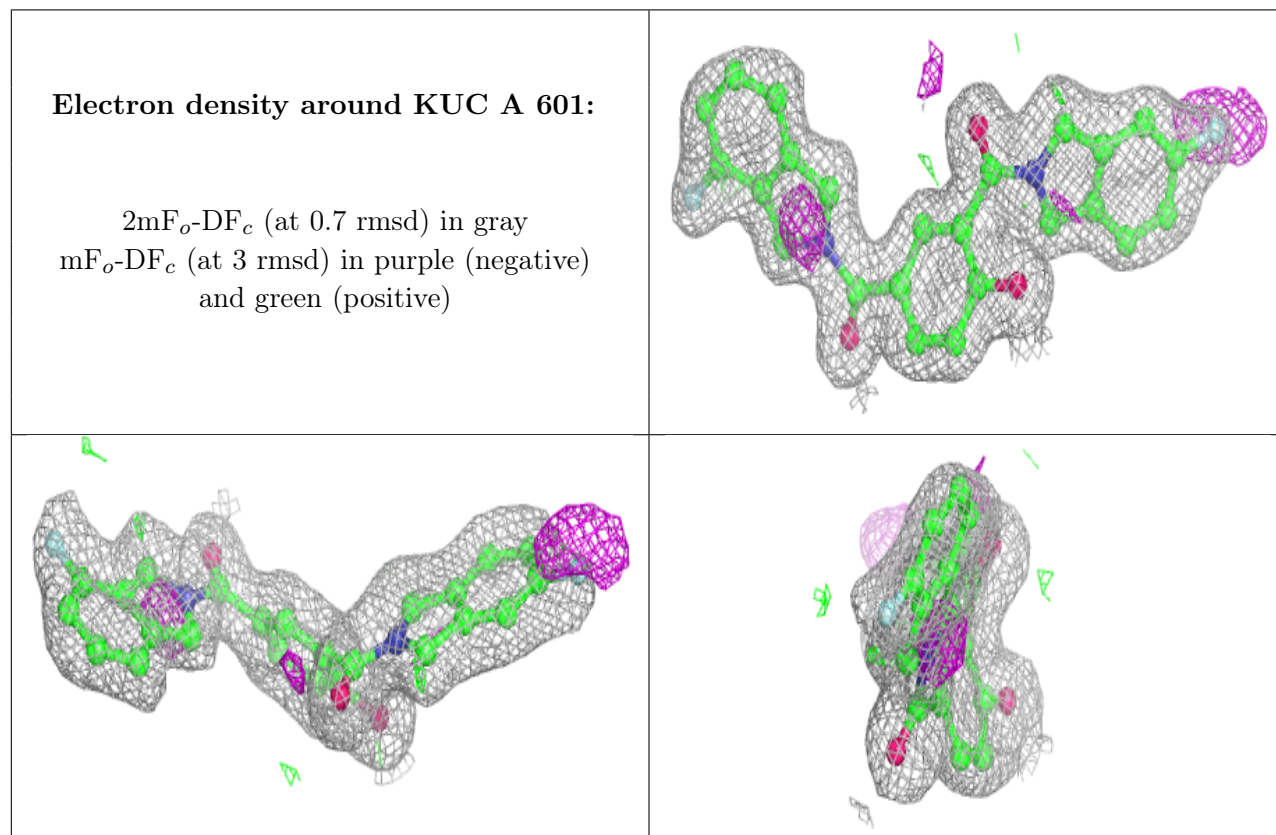 Electron density around KUC A 601:
2mFo-DFc (at 0.7 rmsd) in gray
mFo-DFc (at 3 rmsd) in purple (negative)
and green (positive)